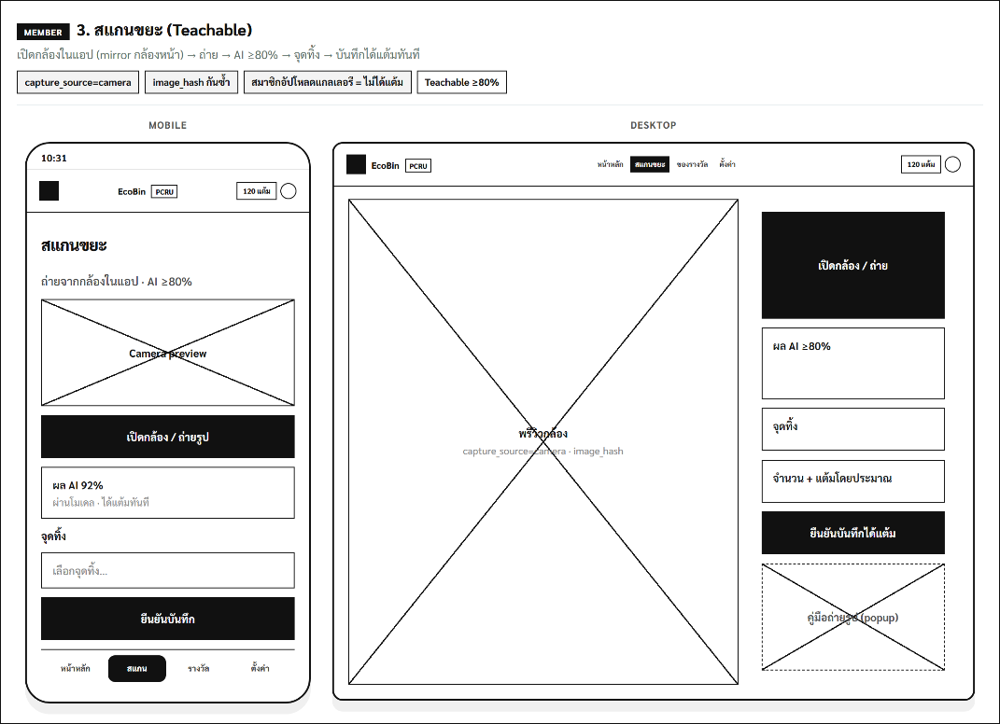 MEMBER 3. สแกนขยะ (Teachable)
เปิดกล้องในแอป (mirror กล้องหน้า) → ถ่าย → AI ≥80% → จุดทิ้ง → บันทึกได้แต้มทันที
capture_source=camera image_hash กันซ้ำ สมาชิกอัปโหลดแกลเลอรี = ไม่ได้แต้ม Teachable ≥80%
MOBILE
10:31
EcoBin PCRU 120 แต้ม
สแกนขยะ
ถ่ายจากกล้องในแอป · AI ≥80%
Camera preview
เปิดกล้อง / ถ่ายรูป
ผล AI 92%
ผ่านโมเดล · ได้แต้มทันที
จุดทิ้ง
เลือกจุดทิ้ง...
ยืนยันบันทึก
หน้าหลัก สแกน รางวัล ตั้งค่า
DESKTOP
EcoBin PCRU หน้าหลัก สแกนขยะ ของรางวัล ตั้งค่า 120 แต้ม
พรีวิวกล้อง
capture_source=camera · image_hash
เปิดกล้อง / ถ่าย
ผล AI ≥80%
จุดทิ้ง
จำนวน + แต้มโดยประมาณ
ยืนยันบันทึกได้แต้ม
คู่มือถ่ายรูป (popup)